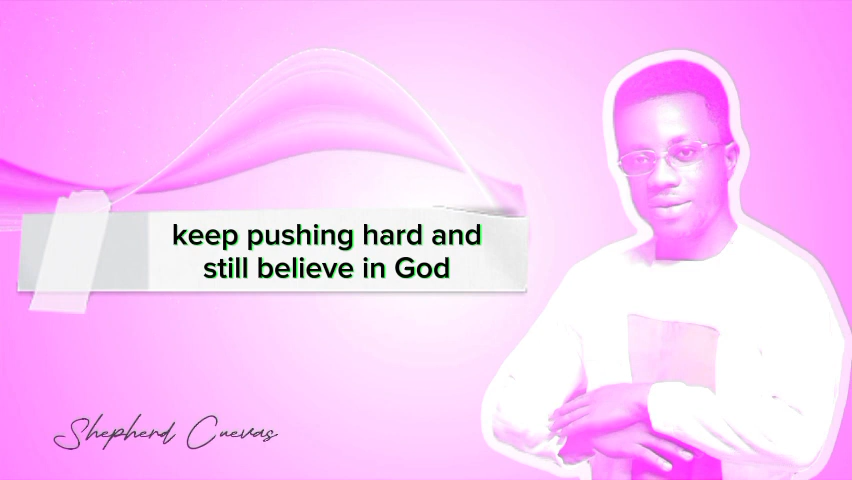 keep pushing hard and
still believe in God
Shepherd Cuevas